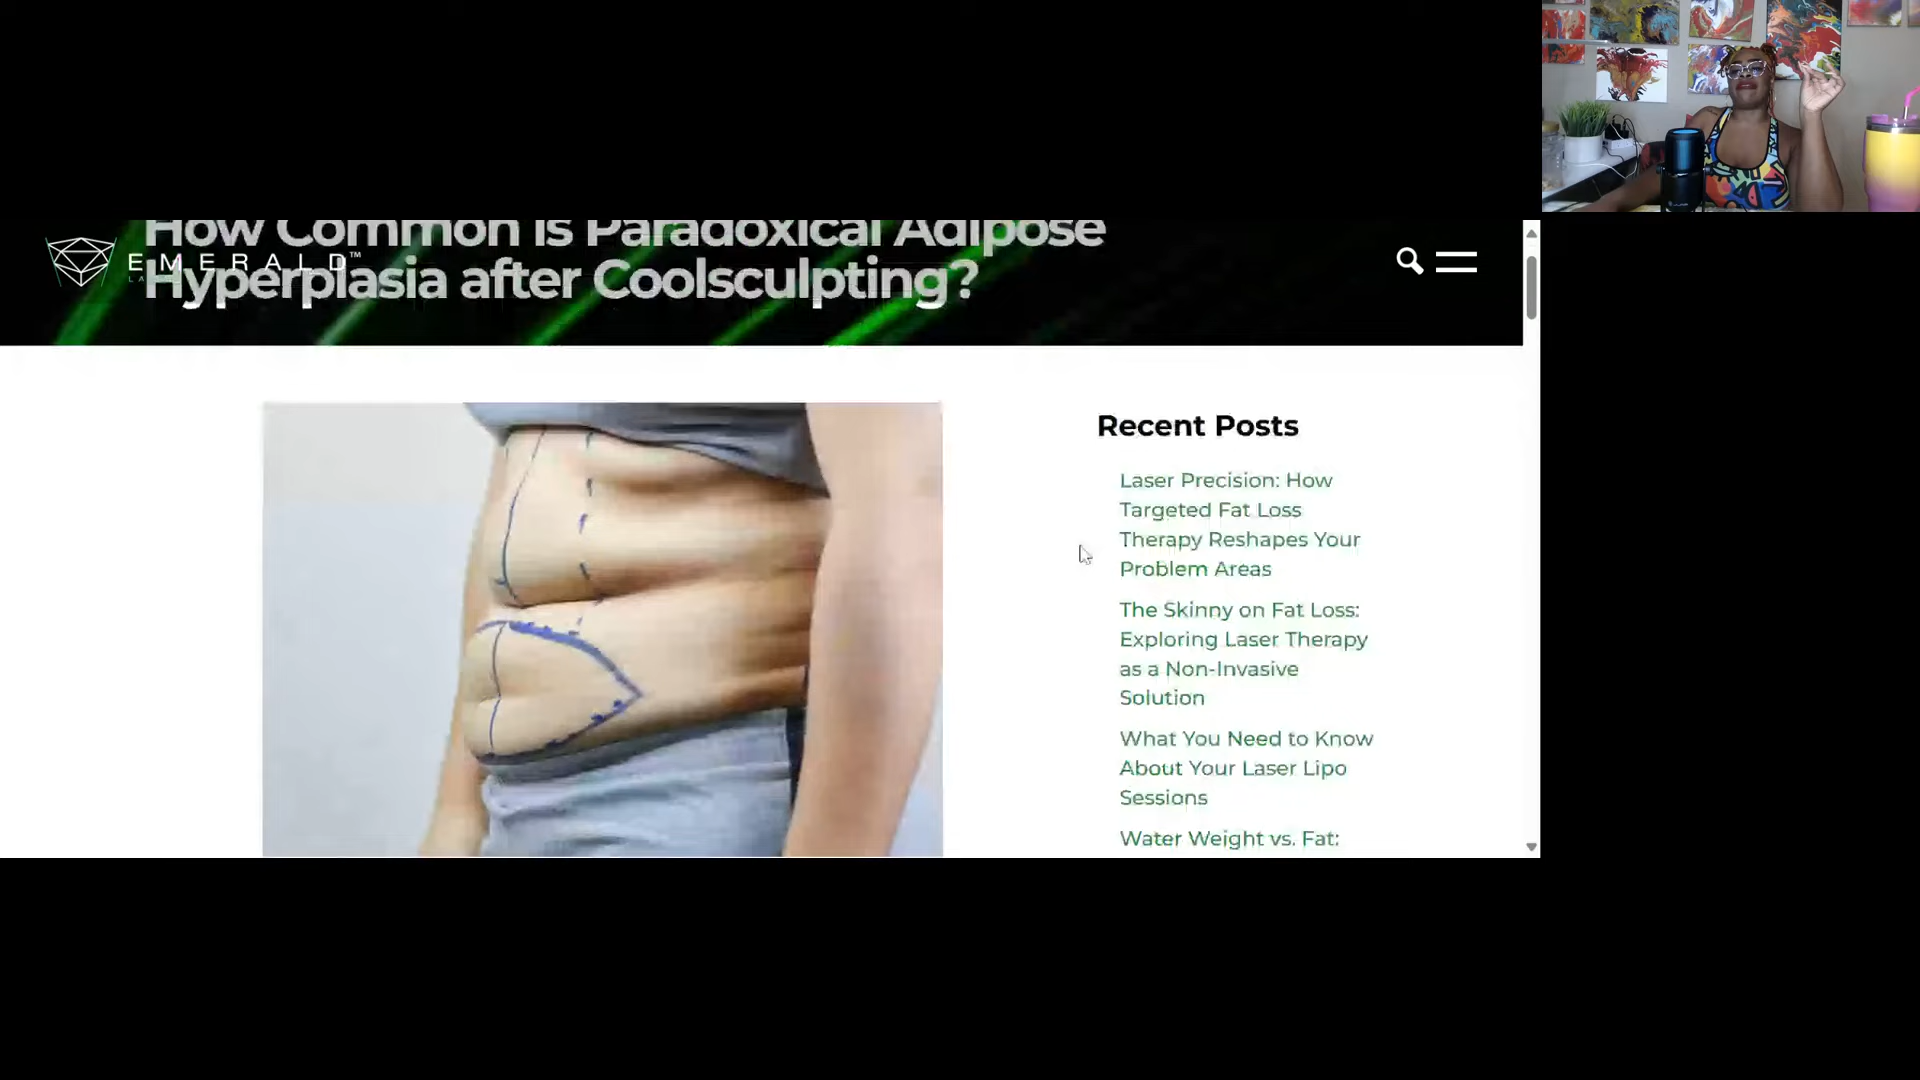 How Common is Paradoxical Adipose
EMERALD™
Hyperplasia after Coolsculpting?
Recent Posts
Laser Precision: How
Targeted Fat Loss
Therapy Reshapes Your
Problem Areas
The Skinny on Fat Loss:
Exploring Laser Therapy
as a Non-Invasive
Solution
What You Need to Know
About Your Laser Lipo
Sessions
Water Weight vs. Fat: